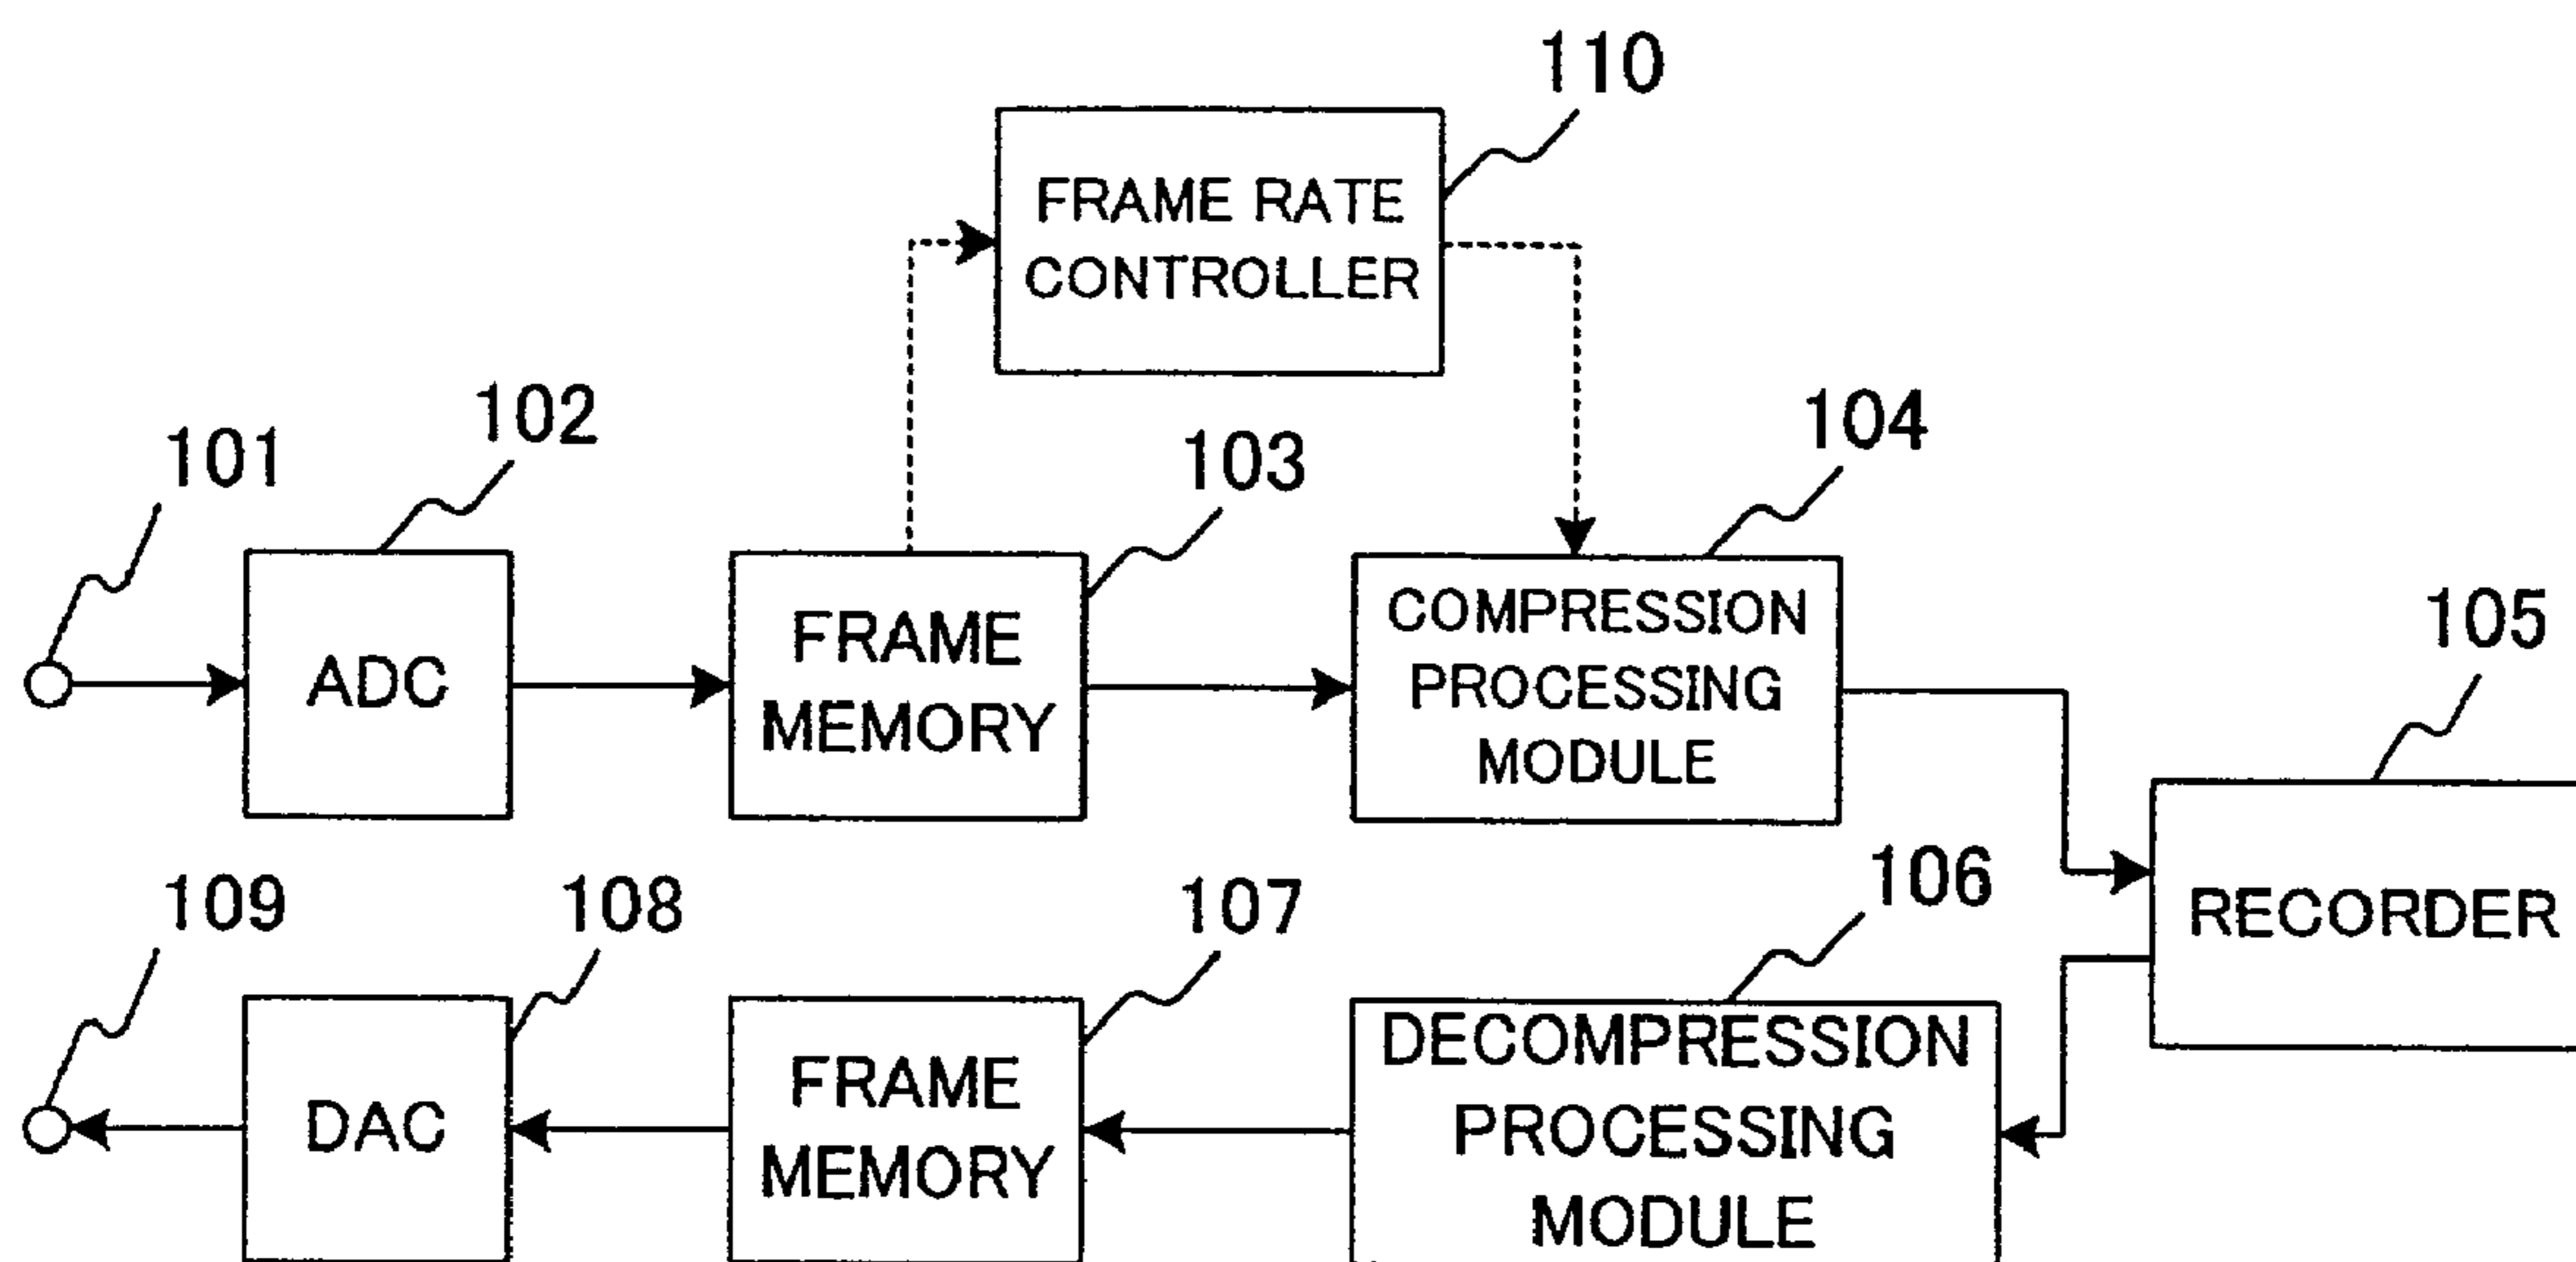 110
FRAME RATE
CONTROLLER
101
102
103
104
105
ADC
FRAME
MEMORY
COMPRESSION
PROCESSING
MODULE
RECORDER
109
108
107
106
DAC
FRAME
MEMORY
DECOMPRESSION
PROCESSING
MODULE